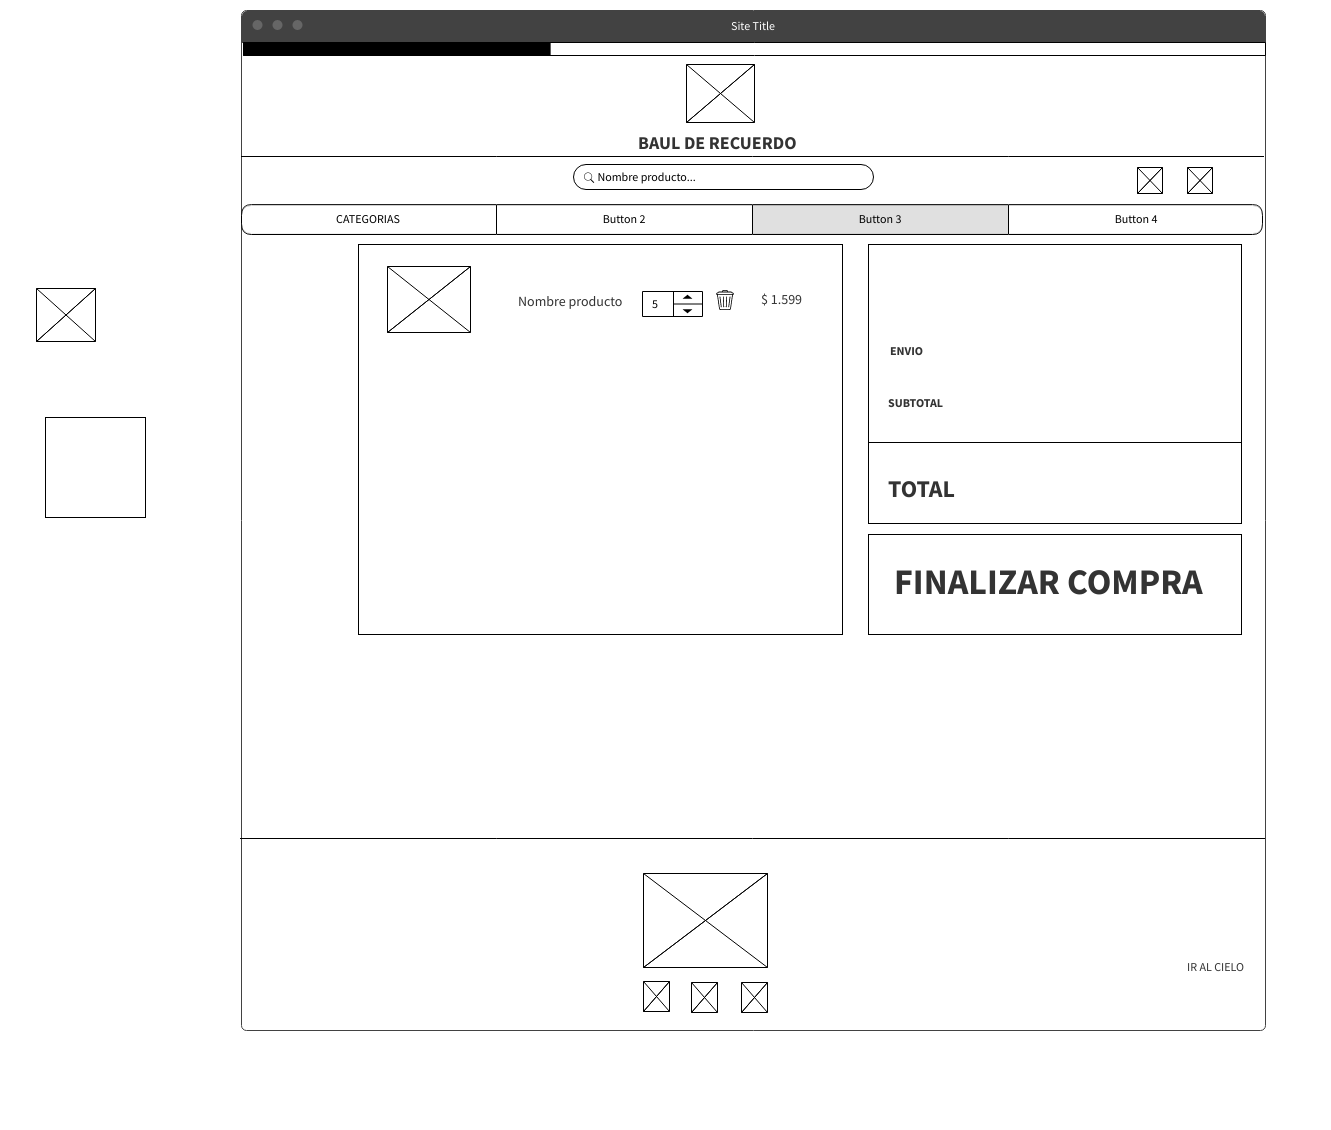 Site Title
BAUL DE RECUERDO
Nombre producto...
CATEGORIAS
Button 2
Button 3
Button 4
Nombre producto
5
$ 1.599
ENVIO
SUBTOTAL
TOTAL
FINALIZAR COMPRA
IR AL CIELO